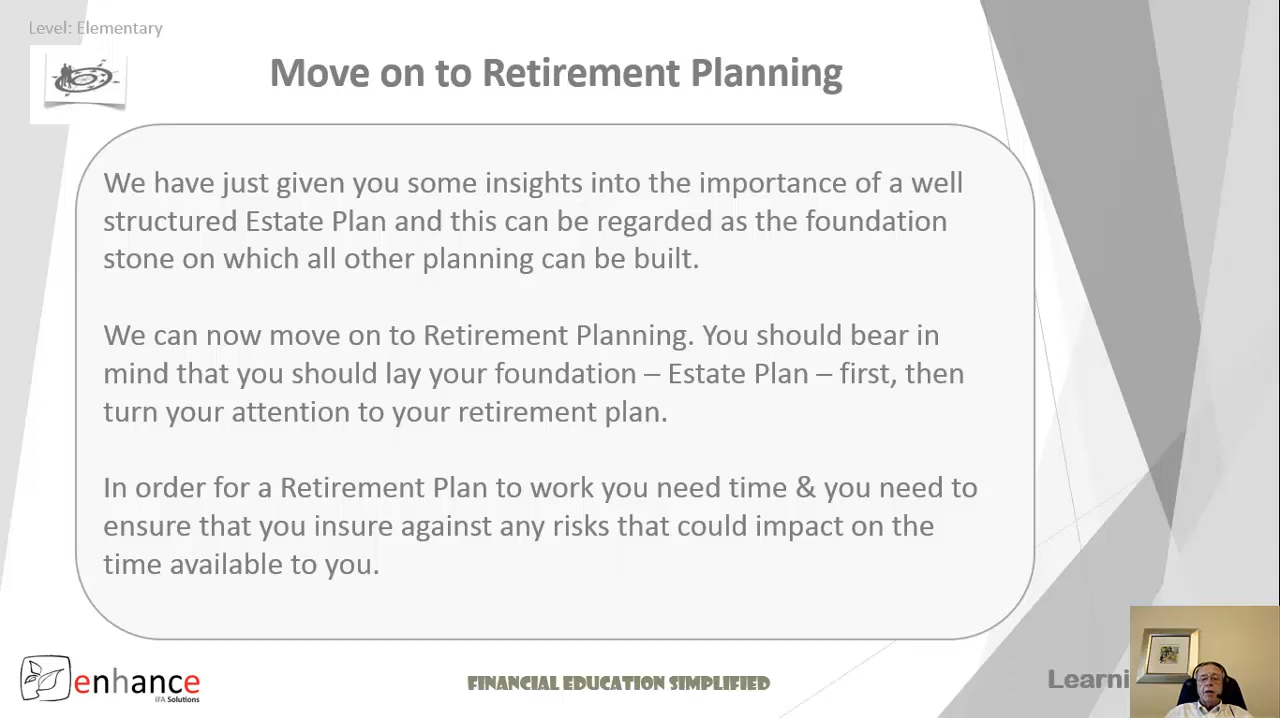 Level: Elementary
Move on to Retirement Planning
We have just given you some insights into the importance of a well
structured Estate Plan and this can be regarded as the foundation
stone on which all other planning can be built.
We can now move on to Retirement Planning. You should bear in
mind that you should lay your foundation – Estate Plan – first, then
turn your attention to your retirement plan.
In order for a Retirement Plan to work you need time & you need to
ensure that you insure against any risks that could impact on the
time available to you.
enhance
IFA Solutions
FINANCIAL EDUCATION SIMPLIFIED
Learni